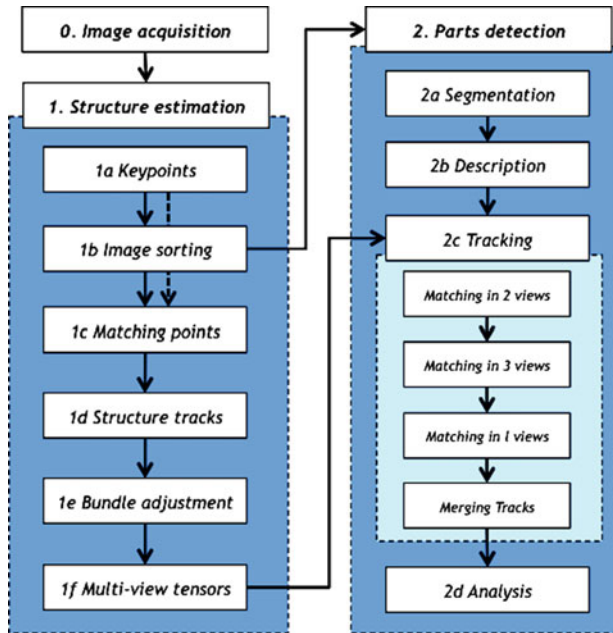 0. Image acquisition
1. Structure estimation
1a Keypoints
1b Image sorting
1c Matching points
1d Structure tracks
1e Bundle adjustment
1f Multi-view tensors
2. Parts detection
2a Segmentation
2b Description
2c Tracking
Matching in 2 views
Matching in 3 views
Matching in l views
Merging Tracks
2d Analysis